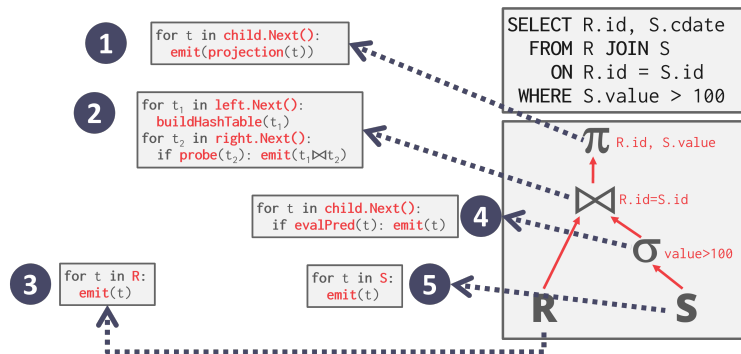 1
for t in child.Next():
emit(projection(t))
2
for t₁ in left.Next():
buildHashTable(t₁)
for t₂ in right.Next():
if probe(t₂): emit(t₁⨝t₂)
4
for t in child.Next():
if evalPred(t): emit(t)
3
for t in R:
emit(t)
for t in S:
emit(t)
5
SELECT R.id, S.cdate
FROM R JOIN S
ON R.id = S.id
WHERE S.value > 100
π R.id, S.value
⨝ R.id=S.id
σ value>100
R
S